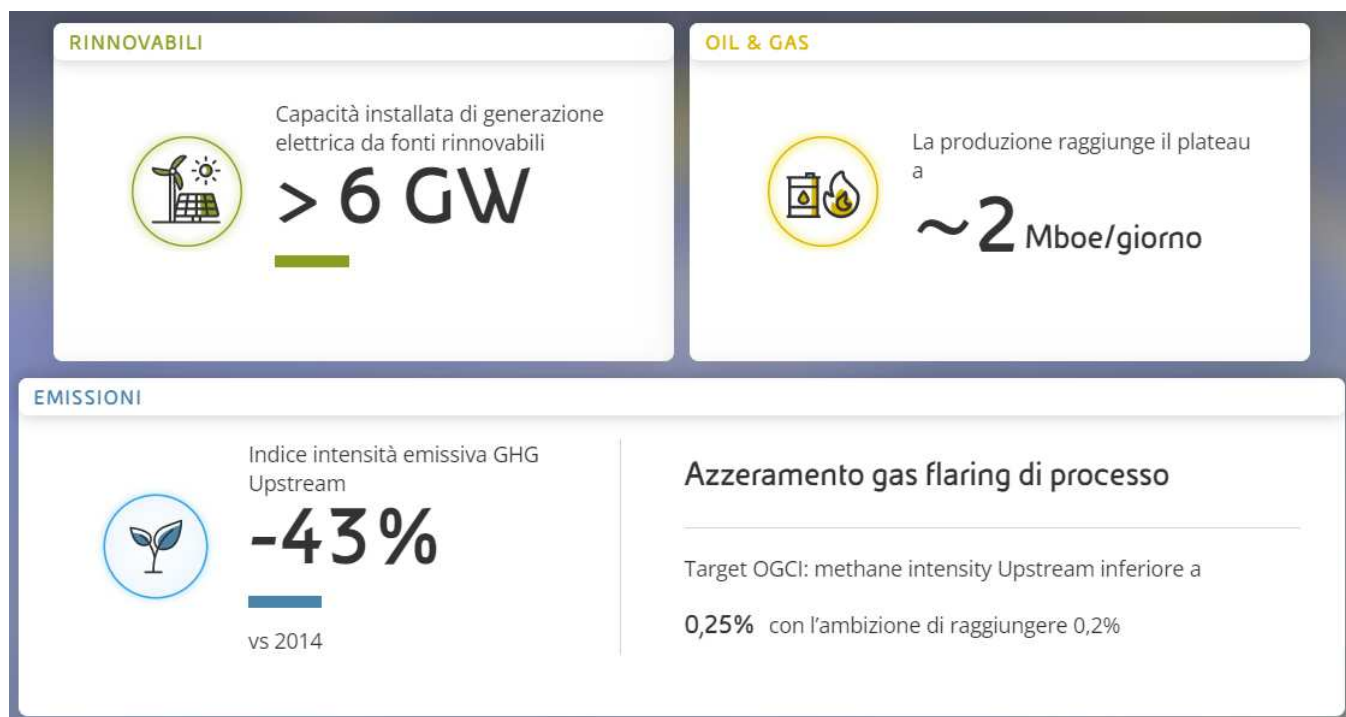 RINNOVABILI
Capacità installata di generazione
elettrica da fonti rinnovabili
> 6 GW
OIL & GAS
La produzione raggiunge il plateau
a
~2 Mboe/giorno
EMISSIONI
Indice intensità emissiva GHG
Upstream
-43%
vs 2014
Azzeramento gas flaring di processo
Target OGCI: methane intensity Upstream inferiore a
0,25% con l’ambizione di raggiungere 0,2%